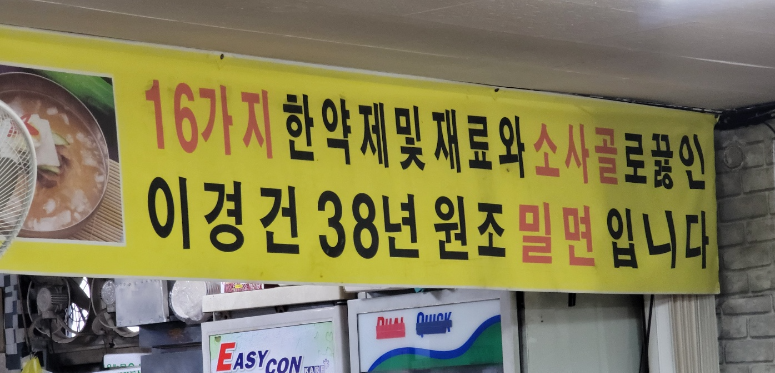 16가지 한약제및 재료와 소사골로끓인
이경건 38년 원조 밀면 입니다
EASY
CON
QUICK